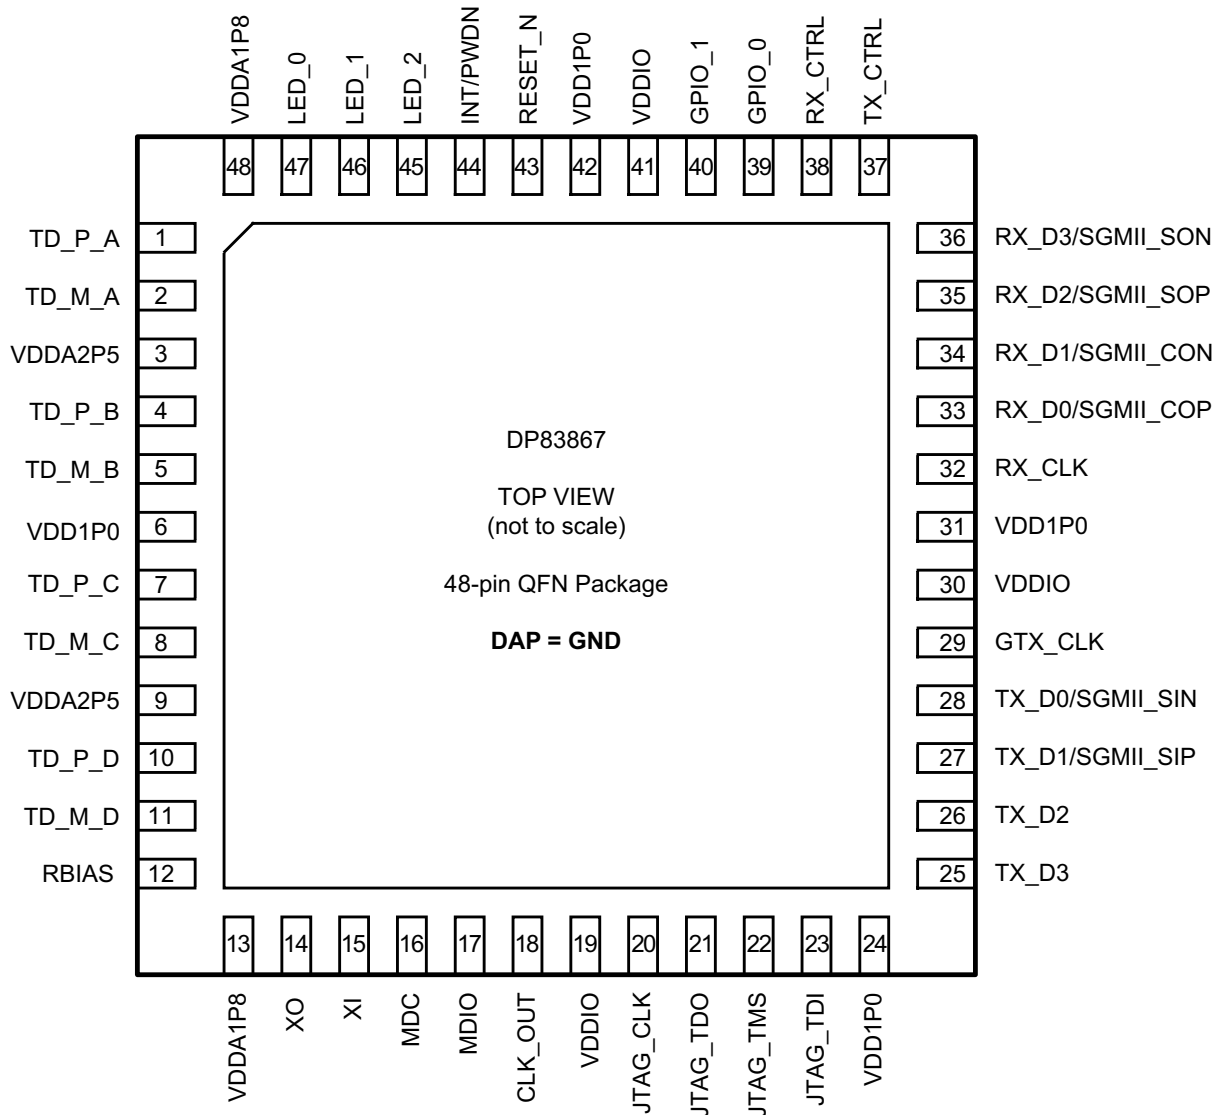 VDDA1P8
LED_0
LED_1
LED_2
INT/PWDN
RESET_N
VDD1P0
VDDIO
GPIO_1
GPIO_0
RX_CTRL
TX_CTRL
48
47
46
45
44
43
42
41
40
39
38
37
TD_P_A 1
TD_M_A 2
VDDA2P5 3
TD_P_B 4
TD_M_B 5
VDD1P0 6
TD_P_C 7
TD_M_C 8
VDDA2P5 9
TD_P_D 10
TD_M_D 11
RBIAS 12
DP83867
TOP VIEW
(not to scale)
48-pin QFN Package
DAP = GND
36 RX_D3/SGMII_SON
35 RX_D2/SGMII_SOP
34 RX_D1/SGMII_CON
33 RX_D0/SGMII_COP
32 RX_CLK
31 VDD1P0
30 VDDIO
29 GTX_CLK
28 TX_D0/SGMII_SIN
27 TX_D1/SGMII_SIP
26 TX_D2
25 TX_D3
13
14
15
16
17
18
19
20
21
22
23
24
VDDA1P8
XO
XI
MDC
MDIO
CLK_OUT
VDDIO
JTAG_CLK
JTAG_TDO
JTAG_TMS
JTAG_TDI
VDD1P0